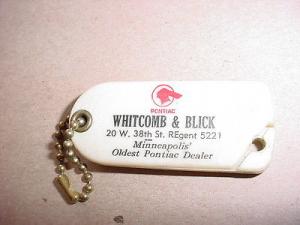 PONTIAC
WHITCOMB & BLICK
20 W. 38th St. REgent 5221
Minneapolis'
Oldest Pontiac Dealer